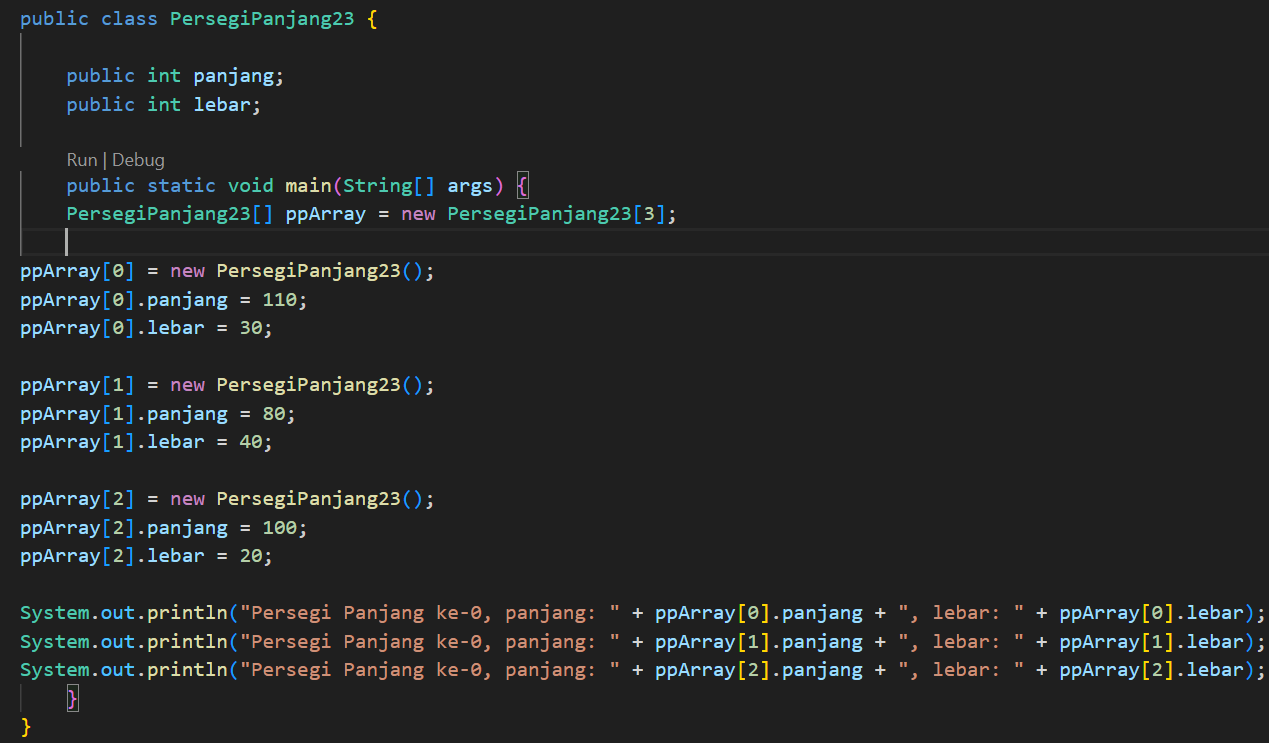 public class PersegiPanjang23 {
public int panjang;
public int lebar;
Run | Debug
public static void main(String[] args) {
PersegiPanjang23[] ppArray = new PersegiPanjang23[3];
ppArray[0] = new PersegiPanjang23();
ppArray[0].panjang = 110;
ppArray[0].lebar = 30;
ppArray[1] = new PersegiPanjang23();
ppArray[1].panjang = 80;
ppArray[1].lebar = 40;
ppArray[2] = new PersegiPanjang23();
ppArray[2].panjang = 100;
ppArray[2].lebar = 20;
System.out.println("Persegi Panjang ke-0, panjang: " + ppArray[0].panjang + ", lebar: " + ppArray[0].lebar);
System.out.println("Persegi Panjang ke-0, panjang: " + ppArray[1].panjang + ", lebar: " + ppArray[1].lebar);
System.out.println("Persegi Panjang ke-0, panjang: " + ppArray[2].panjang + ", lebar: " + ppArray[2].lebar);
}
}